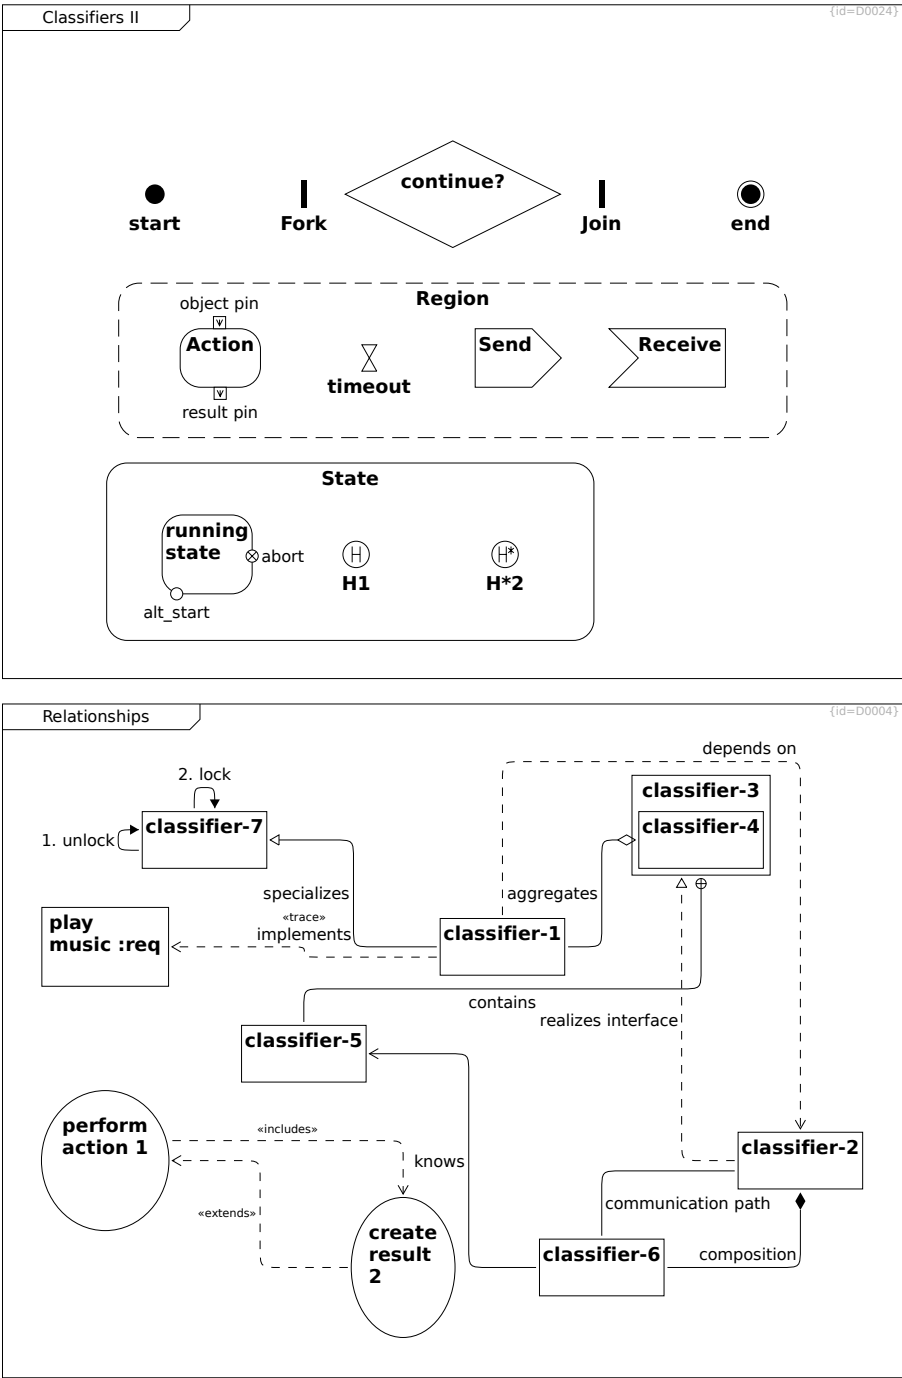 Classifiers II
{id=D0024}
continue?
start
Fork
Join
end
Region
object pin
Action
Send
Receive
timeout
result pin
State
running
state
abort
H
H*
H1
H*2
alt_start
Relationships
{id=D0004}
depends on
2. lock
classifier-3
classifier-7
classifier-4
1. unlock
specializes
aggregates
«trace»
play
music :req
implements
classifier-1
contains
realizes interface
classifier-5
perform
action 1
«includes»
knows
classifier-2
«extends»
communication path
create
result
2
classifier-6
composition